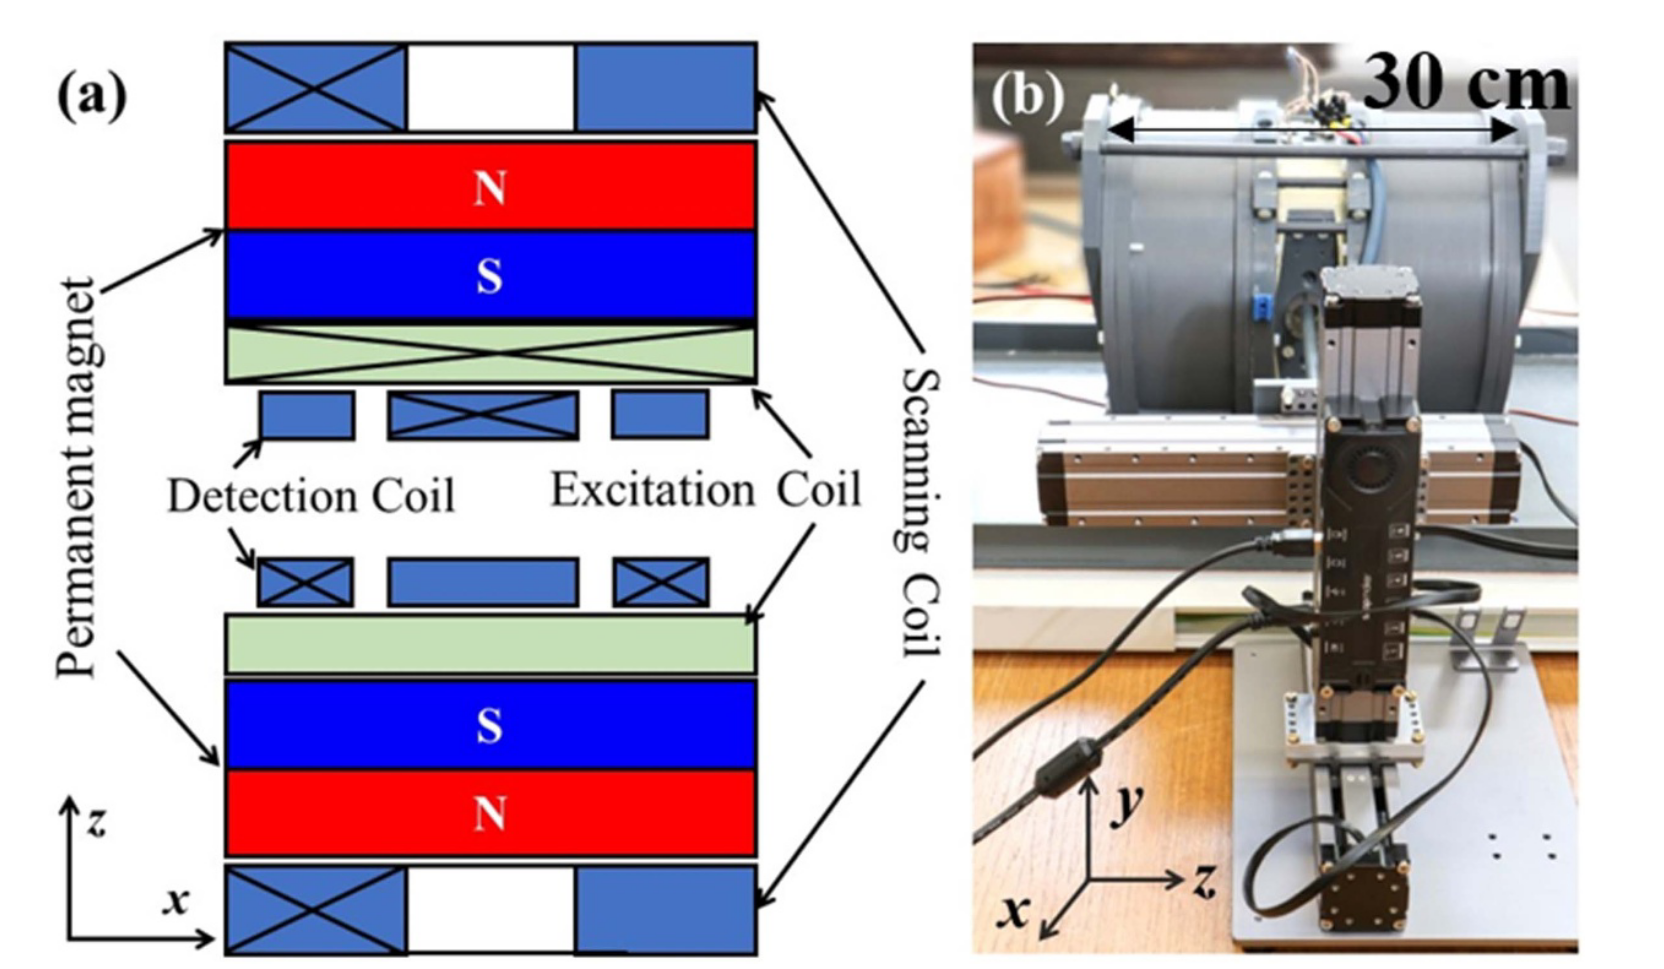 (a)
N
S
Permanent magnet
Detection Coil
Excitation Coil
Scanning Coil
S
N
z
x
(b)
30 cm
y
z
x